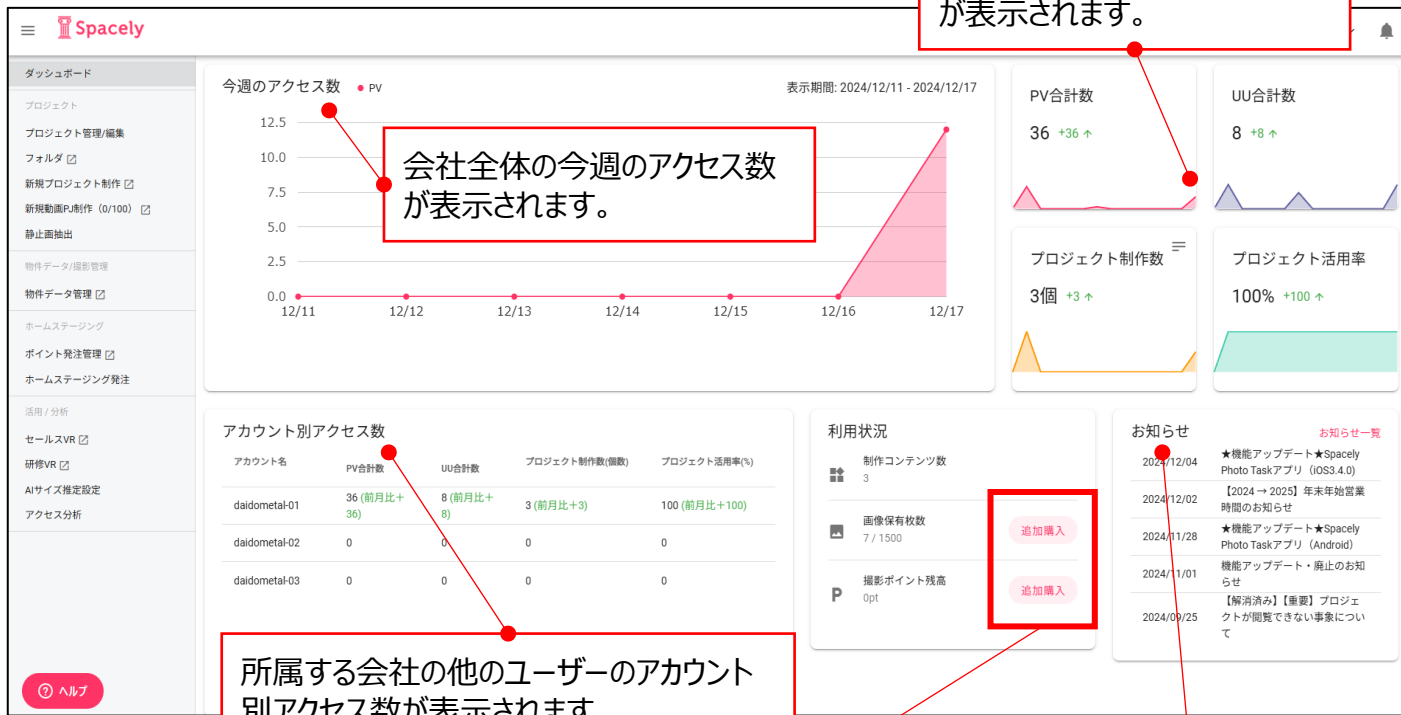 が表示されます。
Spacely
ダッシュボード
プロジェクト
プロジェクト管理/編集
フォルダ
新規プロジェクト制作
新規動画PJ制作（0/100）
静止画抽出
物件データ/撮影管理
物件データ管理
ホームステージング
ポイント発注管理
ホームステージング発注
活用 / 分析
セールスVR
研修VR
AIサイズ推定設定
アクセス分析
ヘルプ
今週のアクセス数 PV
表示期間: 2024/12/11 - 2024/12/17
12.5
10.0
7.5
5.0
2.5
0.0
12/11 12/12 12/13 12/14 12/15 12/16 12/17
会社全体の今週のアクセス数
が表示されます。
PV合計数
36 +36 ↑
UU合計数
8 +8 ↑
プロジェクト制作数
3個 +3 ↑
プロジェクト活用率
100% +100 ↑
アカウント別アクセス数
アカウント名 PV合計数 UU合計数 プロジェクト制作数(個数) プロジェクト活用率(%)
daidometal-01 36 (前月比＋36) 8 (前月比＋8) 3 (前月比＋3) 100 (前月比＋100)
daidometal-02 0 0 0 0
daidometal-03 0 0 0 0
所属する会社の他のユーザーのアカウント
別アクセス数が表示されます
利用状況
制作コンテンツ数
3
画像保有枚数
7 / 1500
追加購入
P 撮影ポイント残高
0pt
追加購入
お知らせ
お知らせ一覧
2024/12/04 ★機能アップデート★Spacely
Photo Taskアプリ（iOS3.4.0)
2024/12/02 【2024 → 2025】年末年始営業
時間のお知らせ
2024/11/28 ★機能アップデート★Spacely
Photo Taskアプリ（Android）
2024/11/01 機能アップデート・廃止のお知
らせ
2024/09/25 【解消済み】【重要】プロジェ
クトが閲覧できない事象につい
て